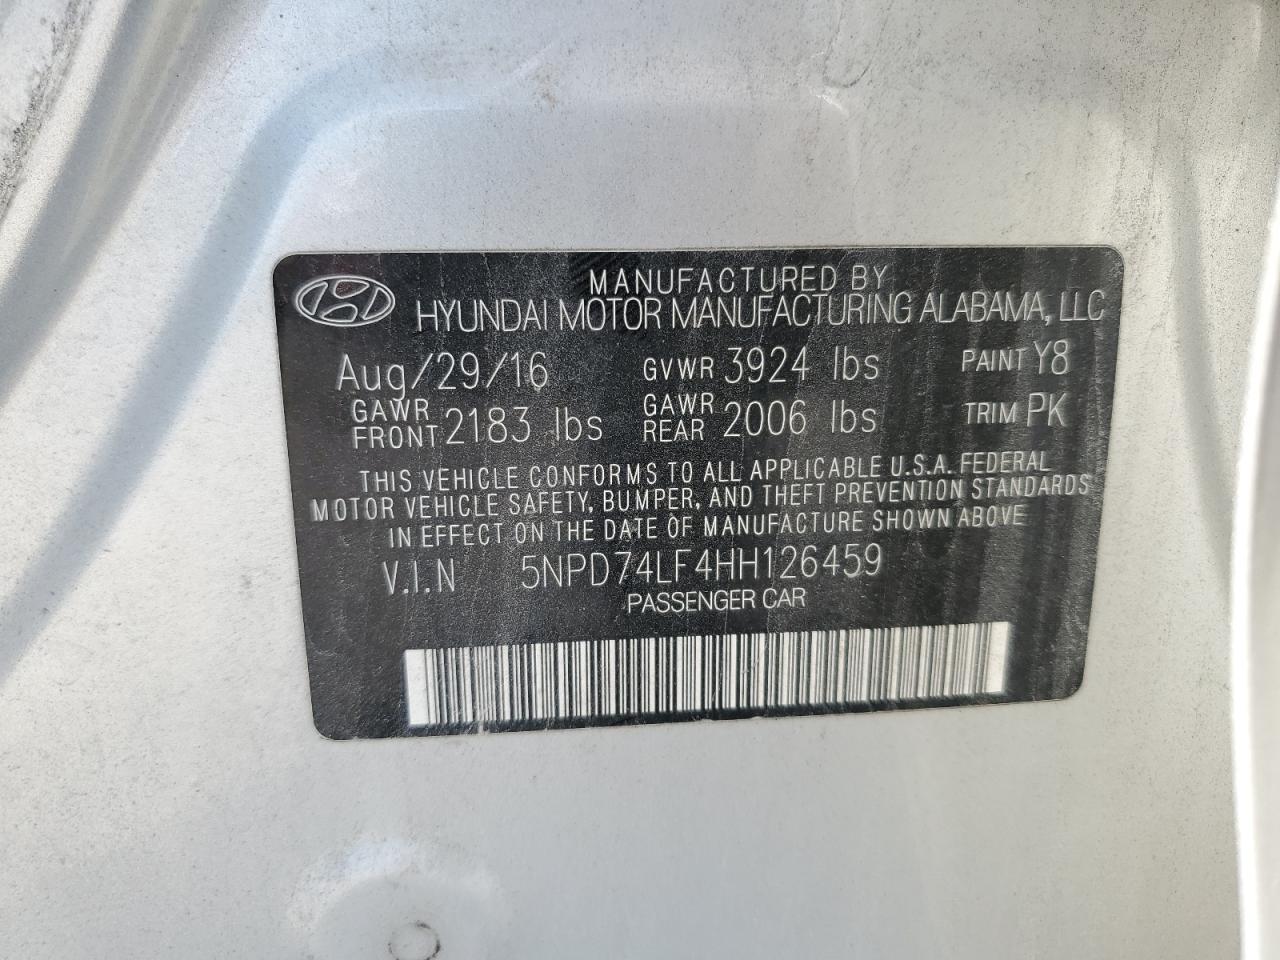 MANUFACTURED BY
HYUNDAI MOTOR MANUFACTURING ALABAMA, LLC
Aug/29/16 GVWR 3924 lbs PAINT Y8
GAWR FRONT 2183 lbs GAWR REAR 2006 lbs TRIM PK
THIS VEHICLE CONFORMS TO ALL APPLICABLE U.S.A. FEDERAL
MOTOR VEHICLE SAFETY, BUMPER, AND THEFT PREVENTION STANDARDS
IN EFFECT ON THE DATE OF MANUFACTURE SHOWN ABOVE
V.I.N 5NPD74LF4HH126459
PASSENGER CAR